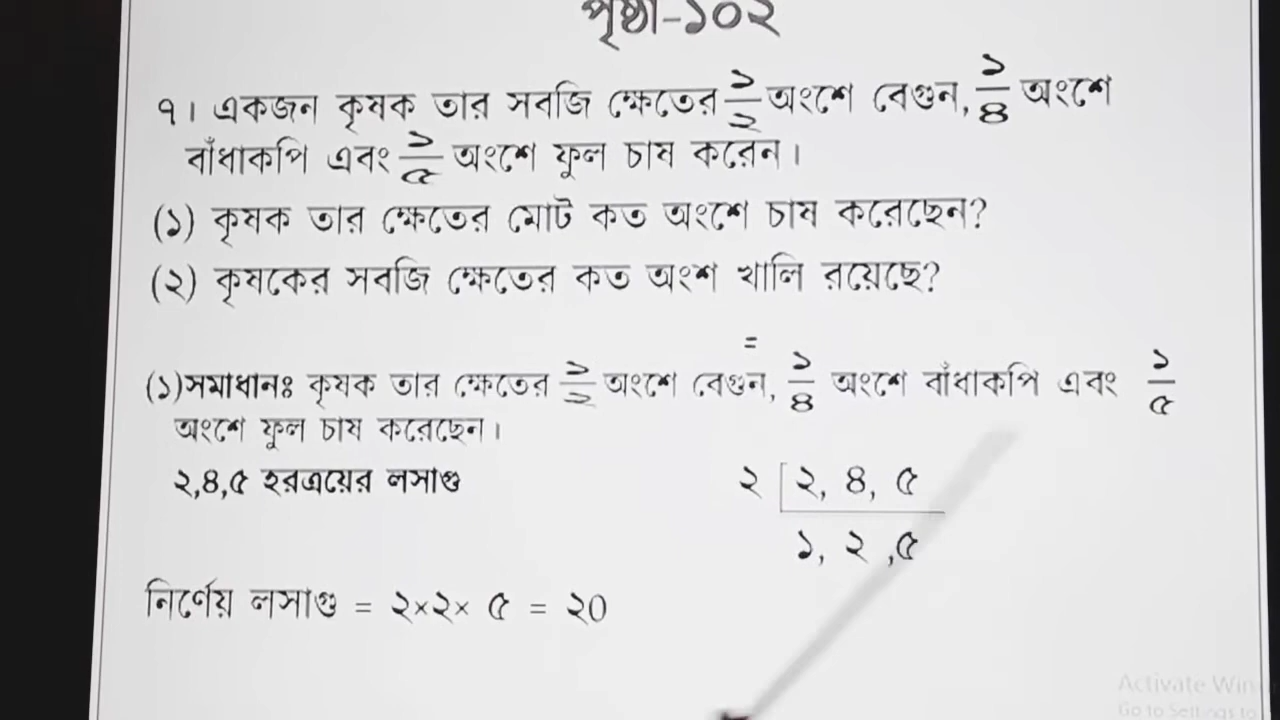 পৃষ্ঠা-১০২
৭। একজন কৃষক তার সবজি ক্ষেতের ১/২ অংশে বেগুন, ১/৪ অংশে
বাঁধাকপি এবং ১/৫ অংশে ফুল চাষ করেন।
(১) কৃষক তার ক্ষেতের মোট কত অংশে চাষ করেছেন?
(২) কৃষকের সবজি ক্ষেতের কত অংশ খালি রয়েছে?
=
(১)সমাধানঃ কৃষক তার ক্ষেতের ১/২ অংশে বেগুন, ১/৪ অংশে বাঁধাকপি এবং ১/৫
অংশে ফুল চাষ করেছেন।
২,৪,৫ হরত্রয়ের লসাগু
২ | ২, ৪, ৫
১, ২ ,৫
নির্ণেয় লসাগু = ২×২× ৫ = ২০
Activate Win
Go to Settings to